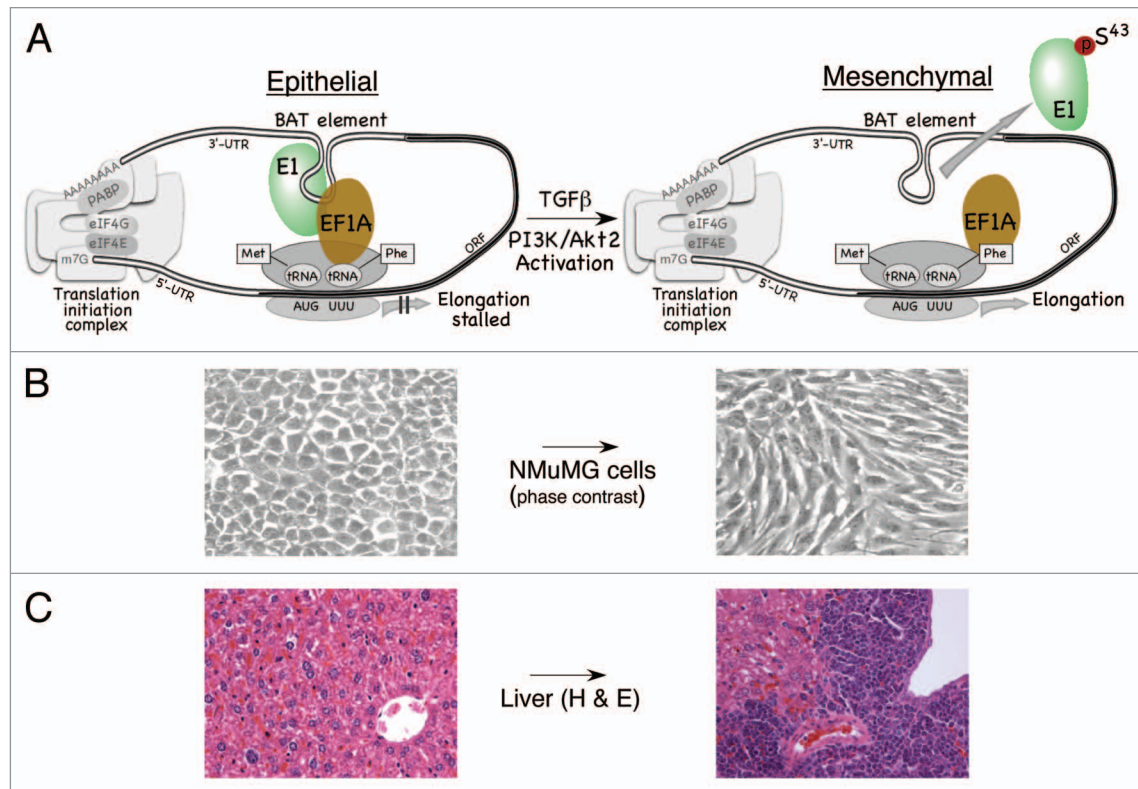 A
Epithelial
BAT element
3'-UTR
E1
EF1A
AAAAAAAA
PABP
eIF4G
eIF4E
m7G
Met
Phe
tRNA
tRNA
ORF
5'-UTR
AUG UUU
Translation
initiation
complex
Elongation
stalled
TGFβ
PI3K/Akt2
Activation
Mesenchymal
p S43
E1
BAT element
3'-UTR
EF1A
AAAAAAAA
PABP
eIF4G
eIF4E
m7G
Met
Phe
tRNA
tRNA
ORF
5'-UTR
AUG UUU
Translation
initiation
complex
Elongation
B
NMuMG cells
(phase contrast)
C
Liver (H & E)